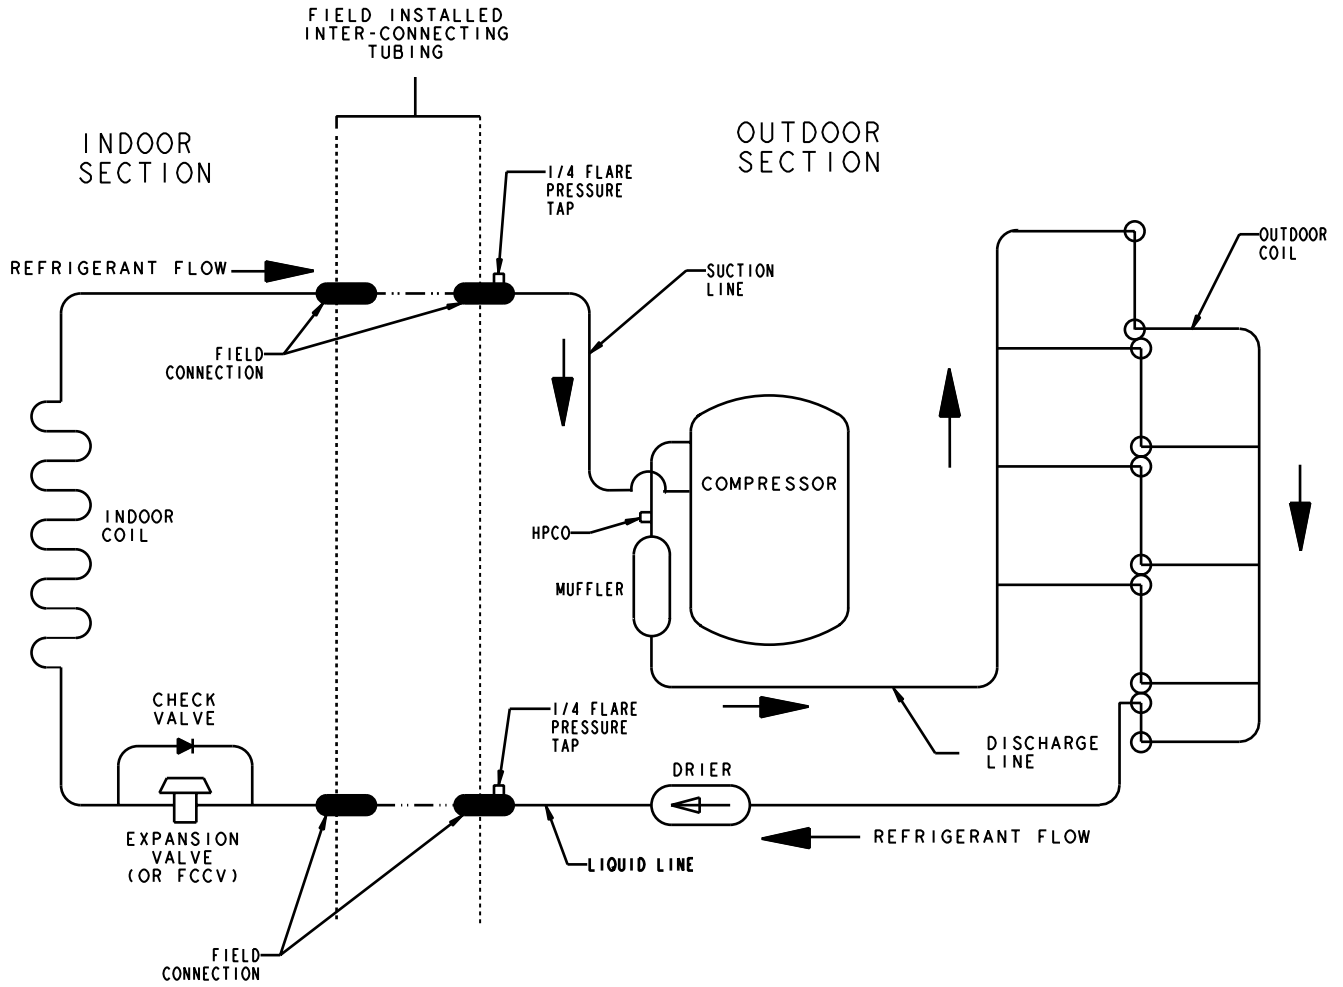 FIELD INSTALLED
INTER-CONNECTING
TUBING
INDOOR
SECTION
OUTDOOR
SECTION
1/4 FLARE
PRESSURE
TAP
REFRIGERANT FLOW
SUCTION
LINE
OUTDOOR
COIL
FIELD
CONNECTION
COMPRESSOR
INDOOR
COIL
HPCO
MUFFLER
CHECK
VALVE
1/4 FLARE
PRESSURE
TAP
DISCHARGE
LINE
DRIER
EXPANSION
VALVE
(OR FCCV)
LIQUID LINE
REFRIGERANT FLOW
FIELD
CONNECTION